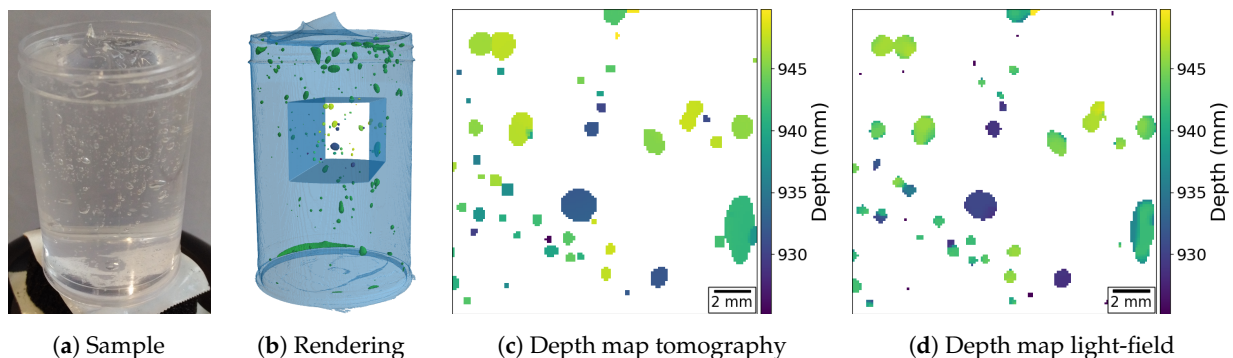 945
940
935
930
Depth (mm)
2 mm
945
940
935
930
Depth (mm)
2 mm
(a) Sample
(b) Rendering
(c) Depth map tomography
(d) Depth map light-field